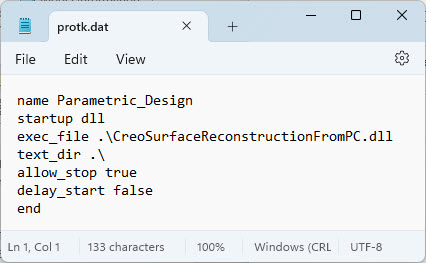 protk.dat
File Edit View
name Parametric_Design
startup dll
exec_file .\CreoSurfaceReconstructionFromPC.dll
text_dir .\
allow_stop true
delay_start false
end
Ln 1, Col 1 133 characters 100% Windows (CRL UTF-8